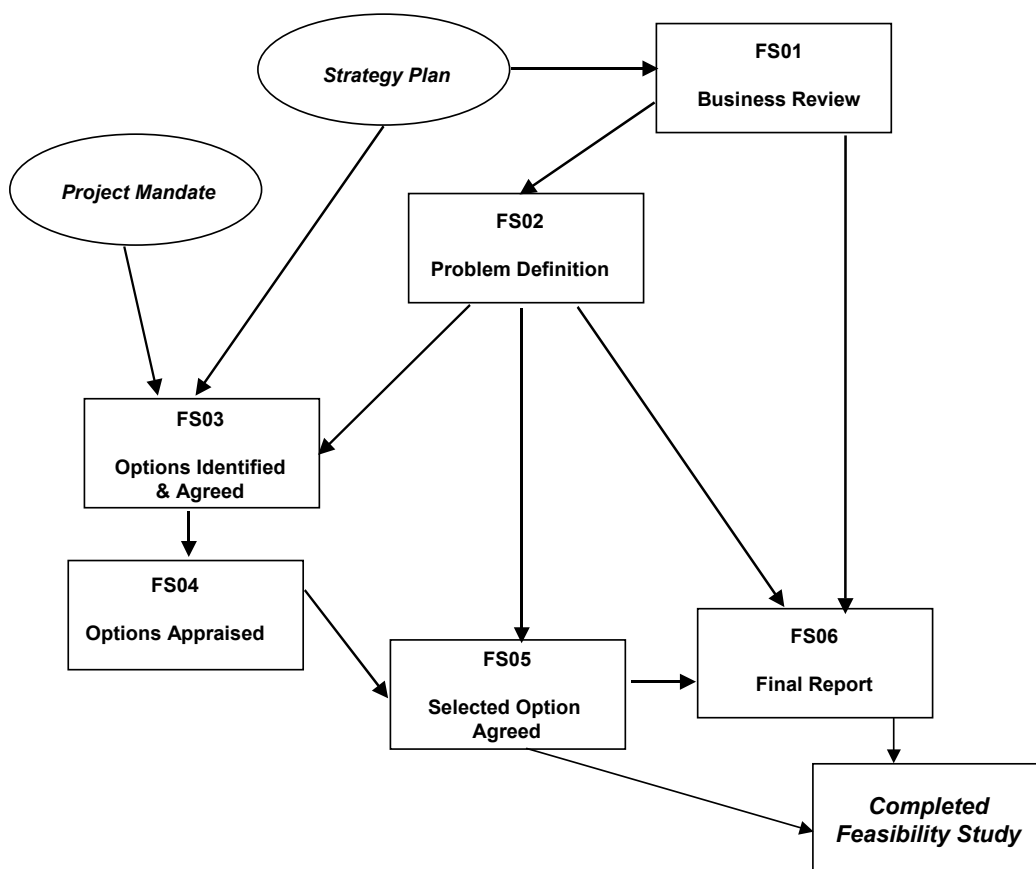 Strategy Plan
FS01
Business Review
Project Mandate
FS02
Problem Definition
FS03
Options Identified
& Agreed
FS04
Options Appraised
FS05
Selected Option
Agreed
FS06
Final Report
Completed
Feasibility Study